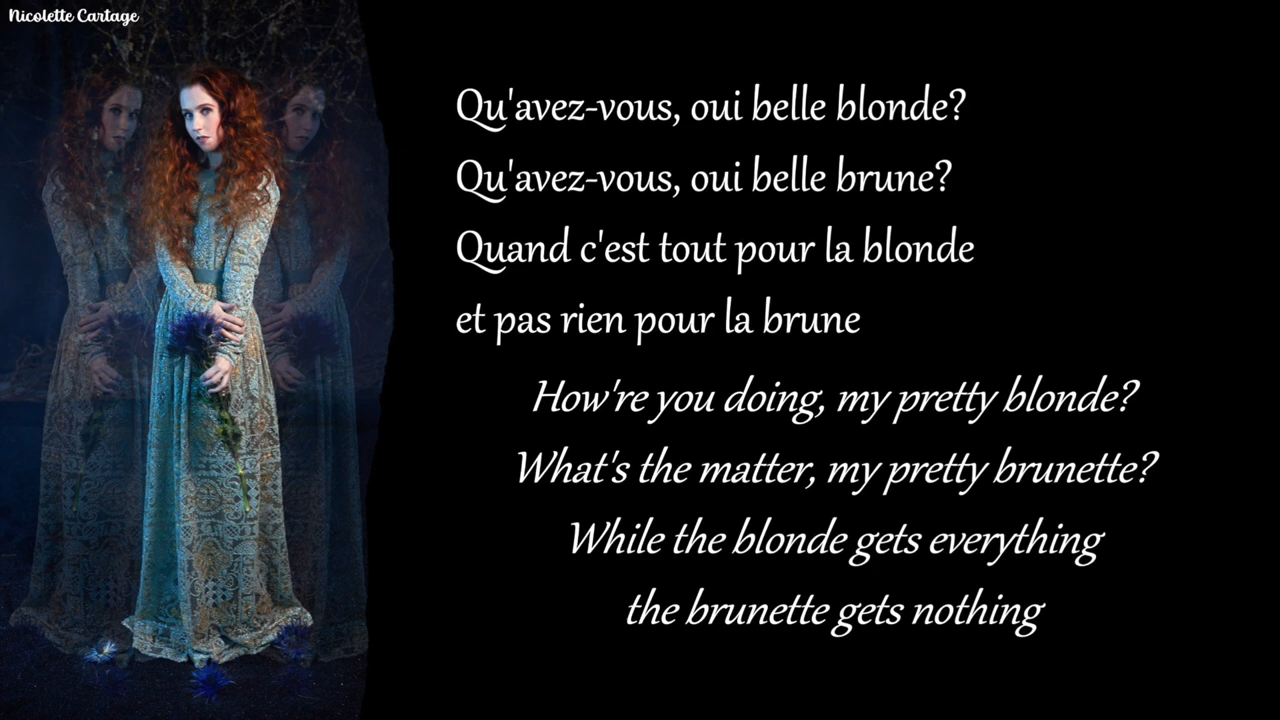 Nicolette Cartage
Qu'avez-vous, oui belle blonde?
Qu'avez-vous, oui belle brune?
Quand c'est tout pour la blonde
et pas rien pour la brune
How're you doing, my pretty blonde?
What's the matter, my pretty brunette?
While the blonde gets everything
the brunette gets nothing